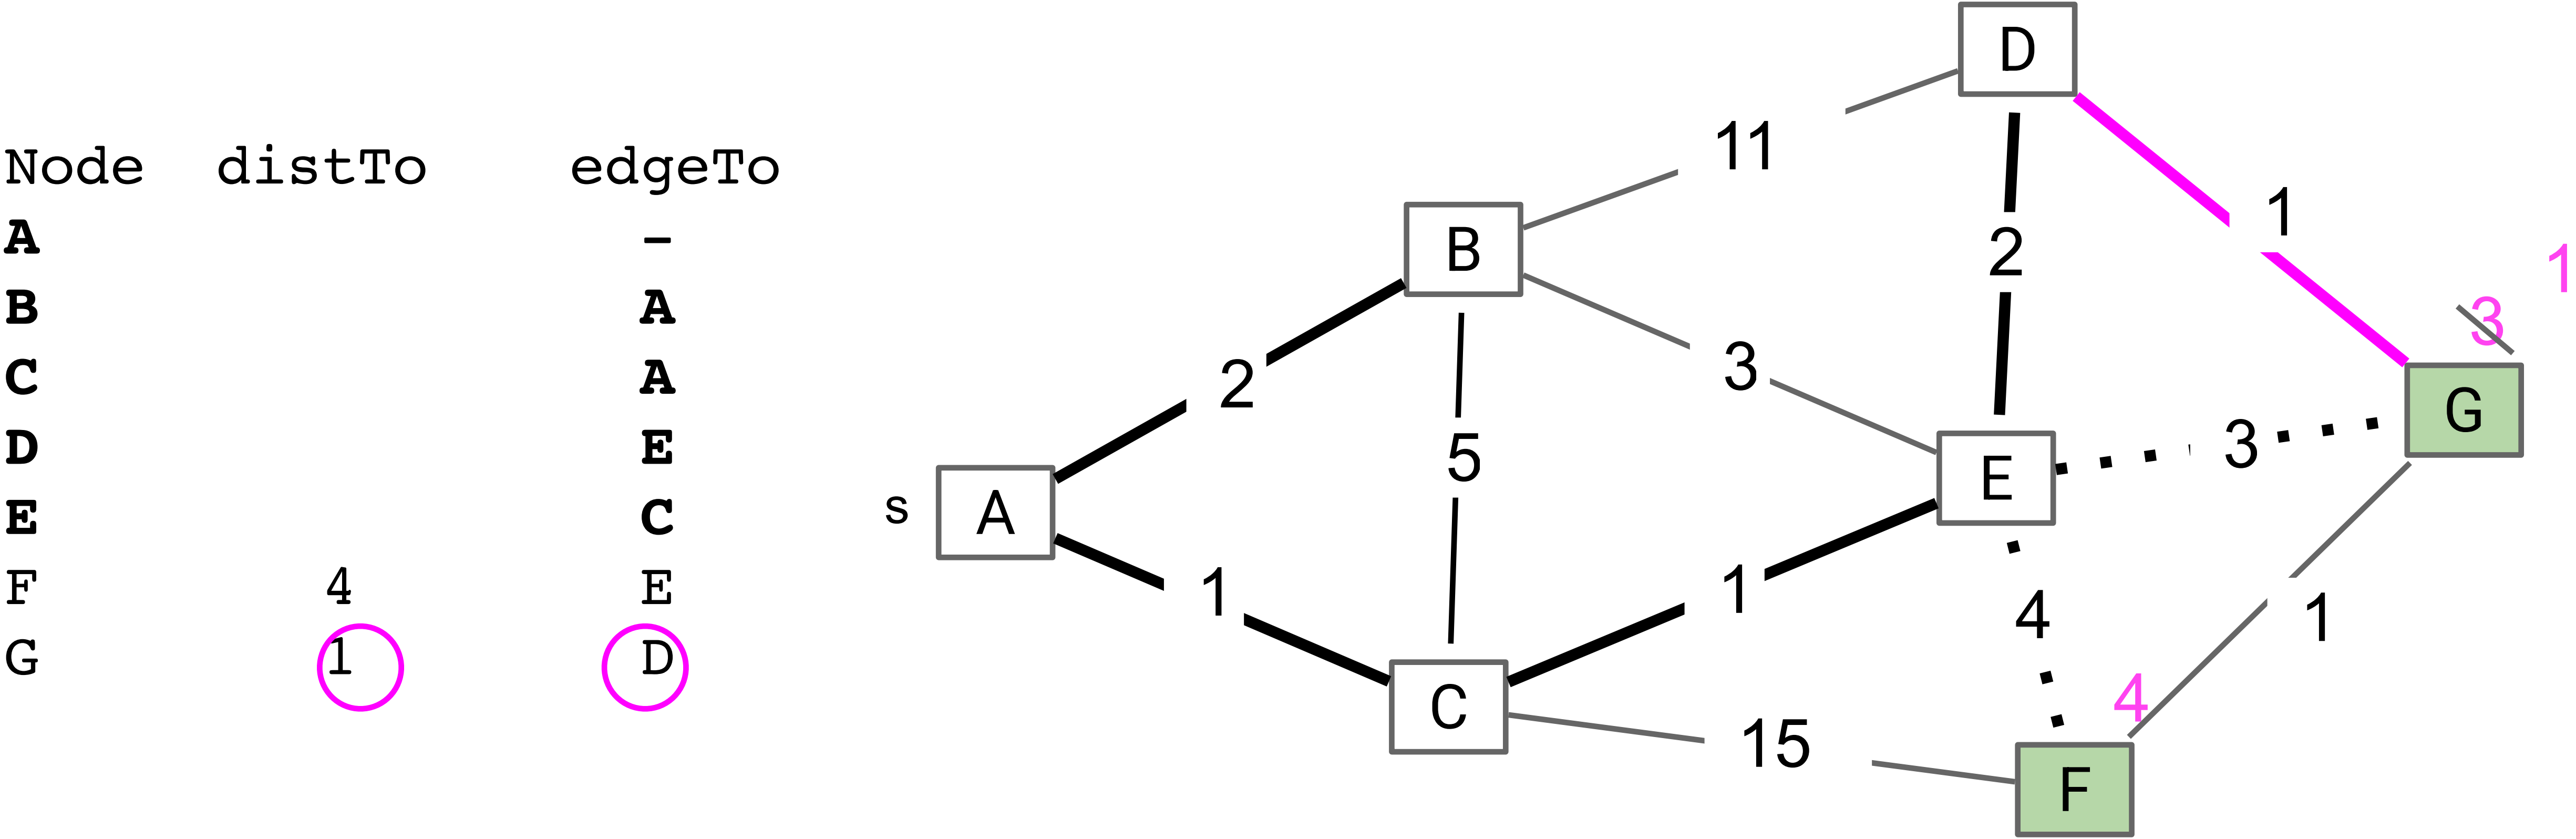 Node distTo edgeTo
A –
B A
C A
D E
E C
F 4 E
G 1 D
D
11
1
B
2
1
3
2
3
G
3
5
E
s
A
1
1
4
1
4
C
15
F